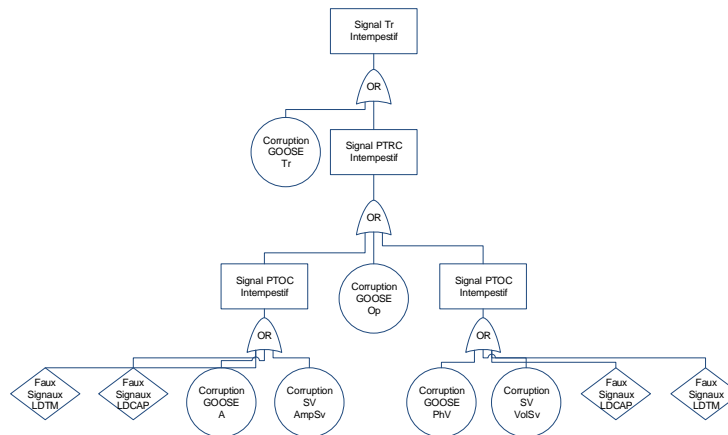 Signal Tr
Intempestif
OR
Corruption
GOOSE
Tr
Signal PTRC
Intempestif
OR
Signal PTOC
Intempestif
Corruption
GOOSE
Op
Signal PTOC
Intempestif
OR
OR
Faux
Signaux
LDTM
Faux
Signaux
LDCAP
Corruption
GOOSE
A
Corruption
SV
AmpSv
Corruption
GOOSE
PhV
Corruption
SV
VolSv
Faux
Signaux
LDCAP
Faux
Signaux
LDTM